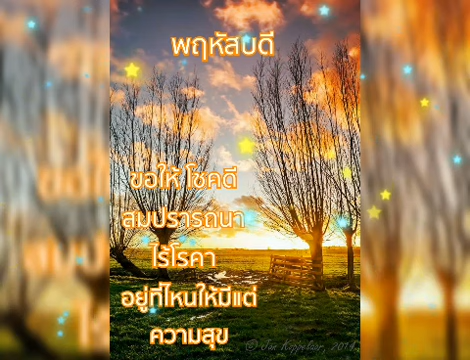 พฤหัสบดี
ขอให้ โชคดี
สมปรารถนา
ไร้โรคา
อยู่ที่ไหนให้มีแต่
ความสุข